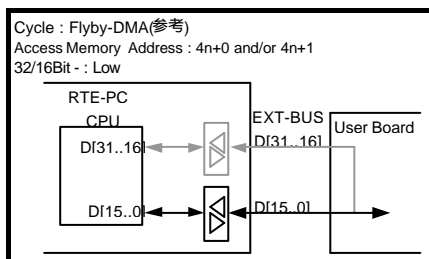 Cycle : Flyby-DMA(参考)
Access Memory Address : 4n+0 and/or 4n+1
32/16Bit - : Low
RTE-PC
CPU
EXT-BUS
User Board
D[31..16]
D[31..16]
D[15..0]
D[15..0]